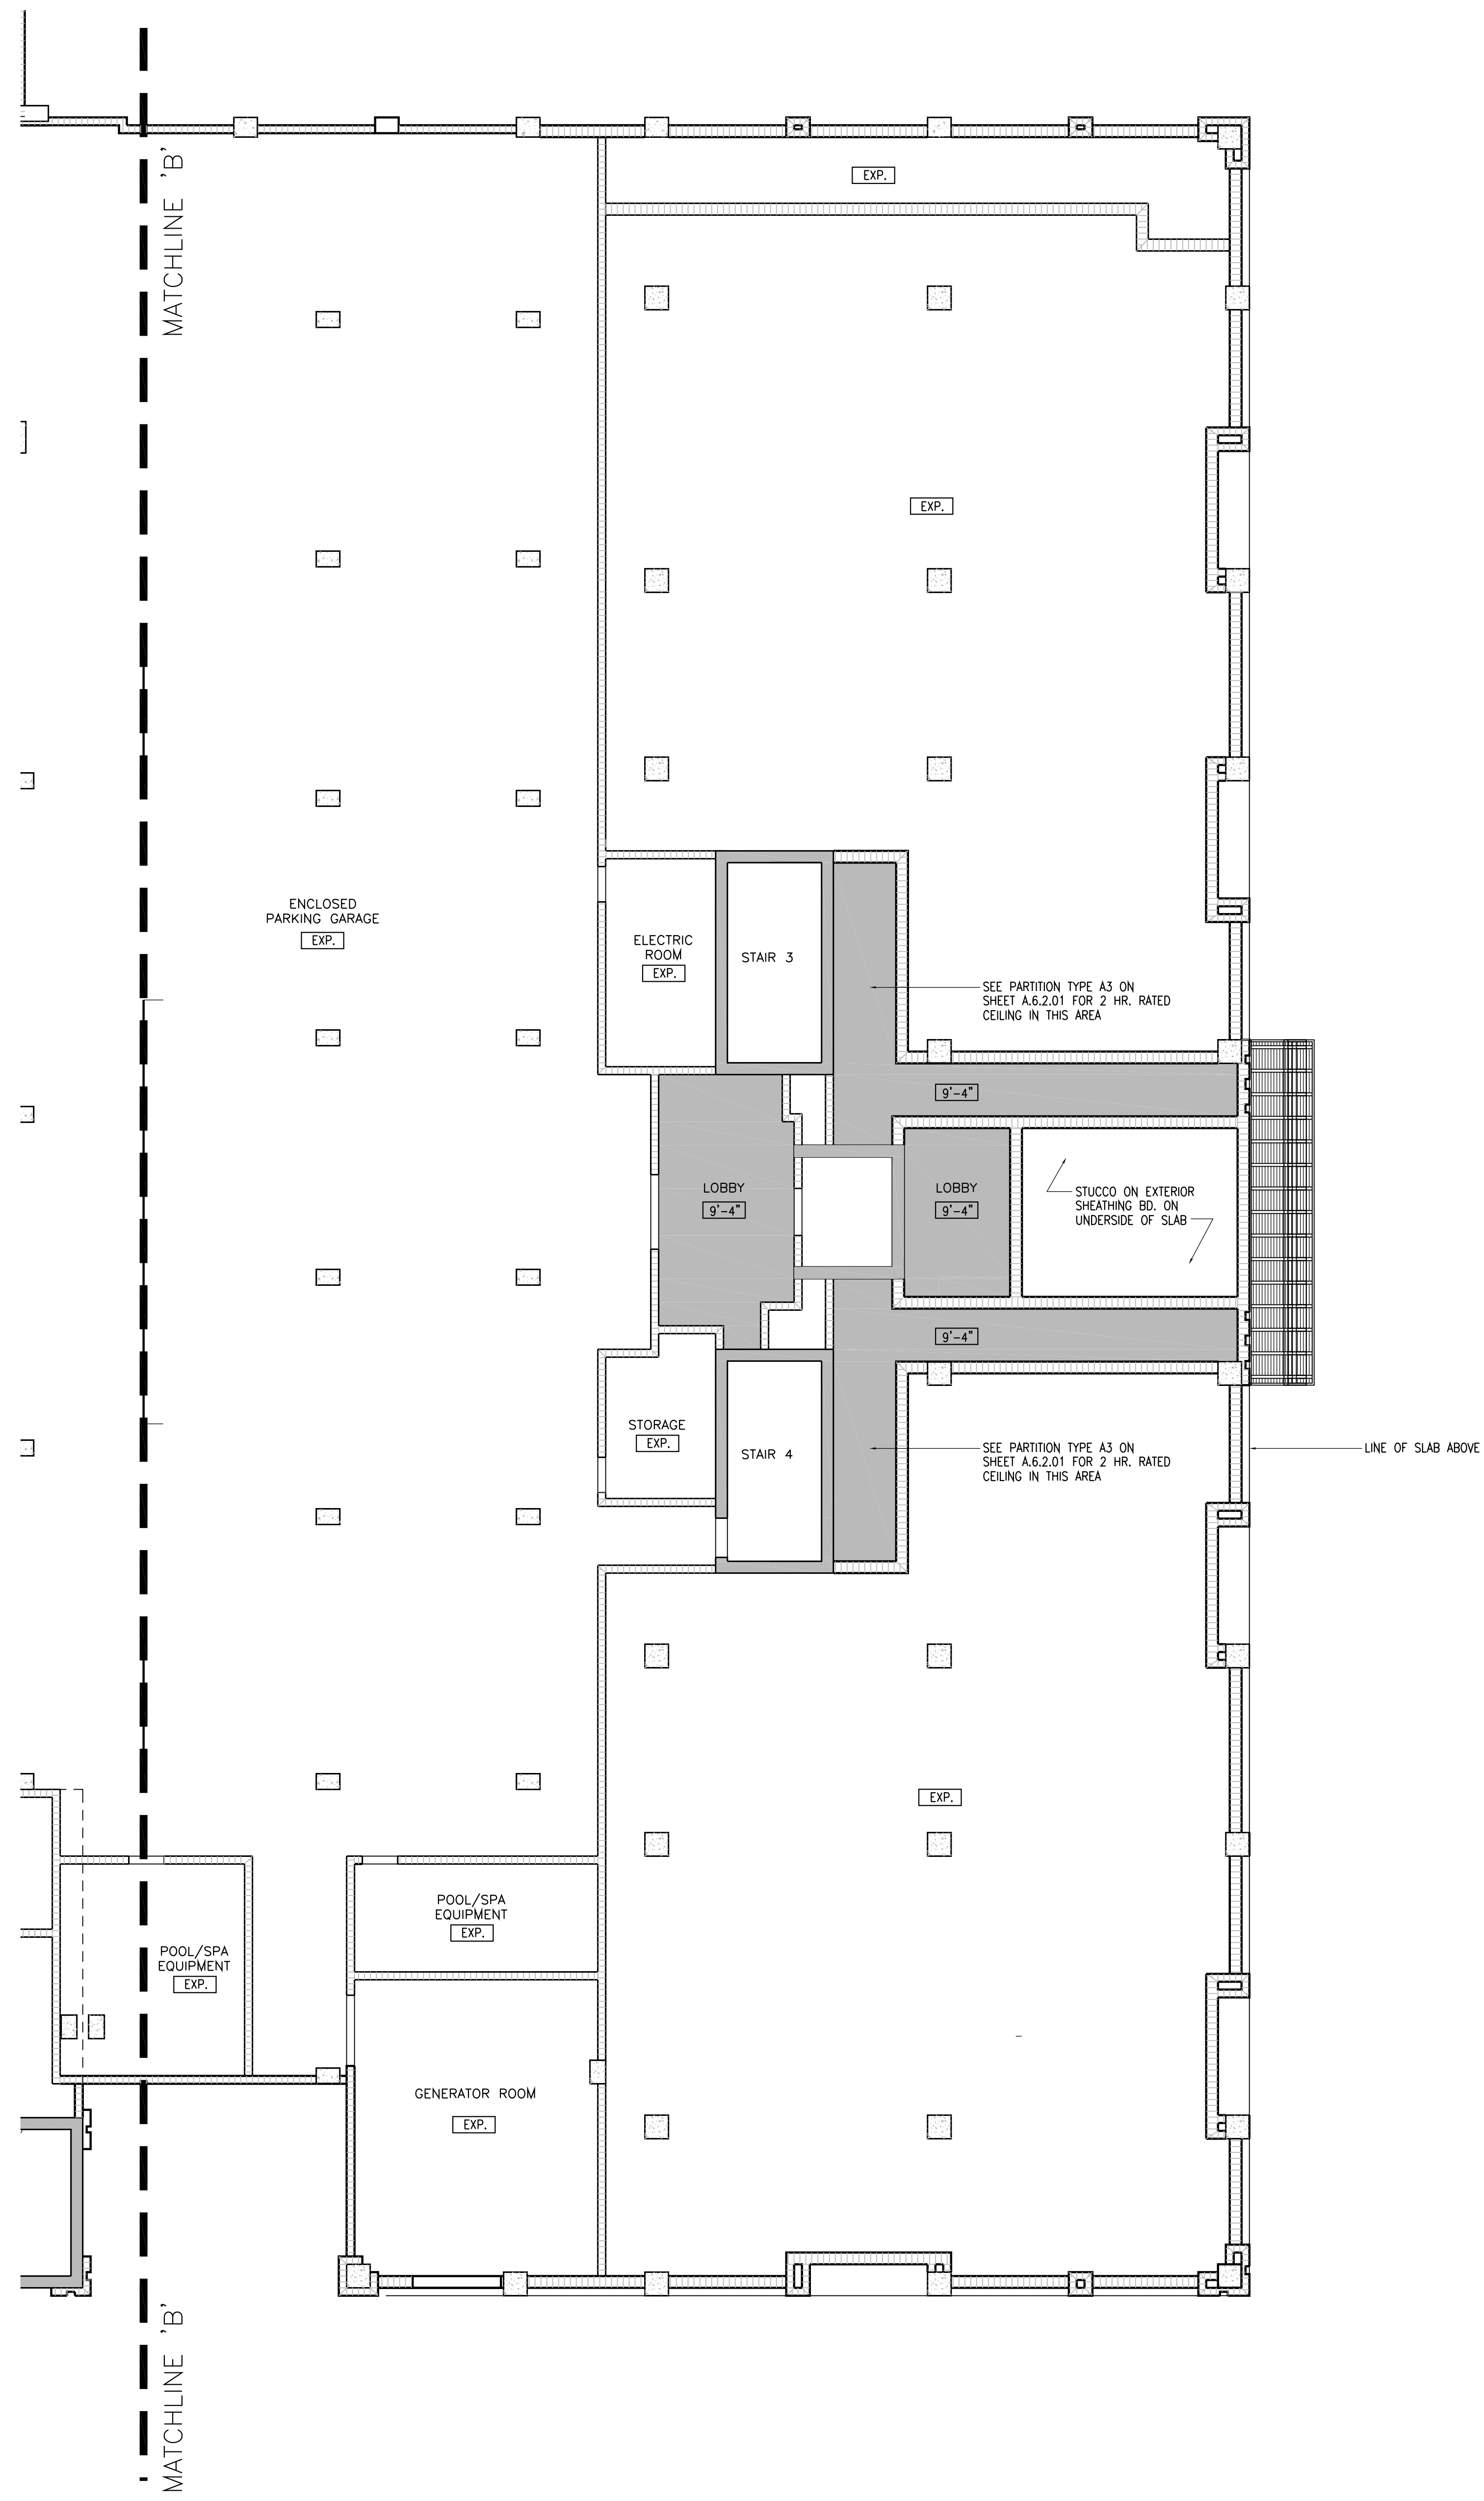 MATCHLINE 'B'
EXP.
EXP.
ENCLOSED
PARKING GARAGE
EXP.
ELECTRIC
ROOM
EXP.
STAIR 3
SEE PARTITION TYPE A3 ON
SHEET A.6.2.01 FOR 2 HR. RATED
CEILING IN THIS AREA
9'-4"
LOBBY
9'-4"
LOBBY
9'-4"
STUCCO ON EXTERIOR
SHEATHING BD. ON
UNDERSIDE OF SLAB
9'-4"
STORAGE
EXP.
STAIR 4
SEE PARTITION TYPE A3 ON
SHEET A.6.2.01 FOR 2 HR. RATED
CEILING IN THIS AREA
LINE OF SLAB ABOVE
EXP.
POOL/SPA
EQUIPMENT
EXP.
POOL/SPA
EQUIPMENT
EXP.
GENERATOR ROOM
EXP.
MATCHLINE 'B'